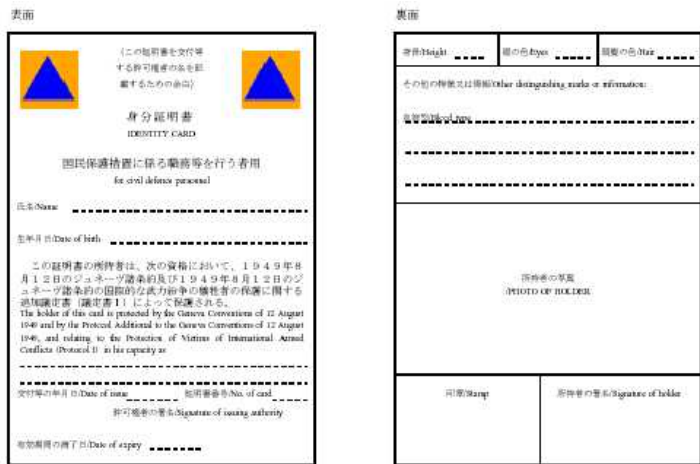 表面
(この証明書を交付等
する許可権者の名を記
載するための余白)
身分証明書
IDENTITY CARD
国民保護措置に係る職務等を行う者用
for civil defence personnel
氏名/Name
生年月日/Date of birth
この証明書の所持者は、次の資格において、1949年8
月12日のジュネーヴ諸条約及び1949年8月12日のジ
ュネーヴ諸条約の国際的な武力紛争の犠牲者の保護に関する
追加議定書(議定書I)によって保護される。
The holder of this card is protected by the Geneva Conventions of 12 August
1949 and by the Protocol Additional to the Geneva Conventions of 12 August
1949, and relating to the Protection of Victims of International Armed
Conflicts (Protocol I) in his capacity as
交付等の年月日/Date of issue 証明書番号/No. of card
許可権者の署名/Signature of issuing authority
有効期間の満了日/Date of expiry
裏面
身長/Height 眼の色/Eyes 頭髪の色/Hair
その他の特徴又は情報/Other distinguishing marks or information:
血液型/Blood type
所持者の写真
/PHOTO OF HOLDER
印章/Stamp 所持者の署名/Signature of holder